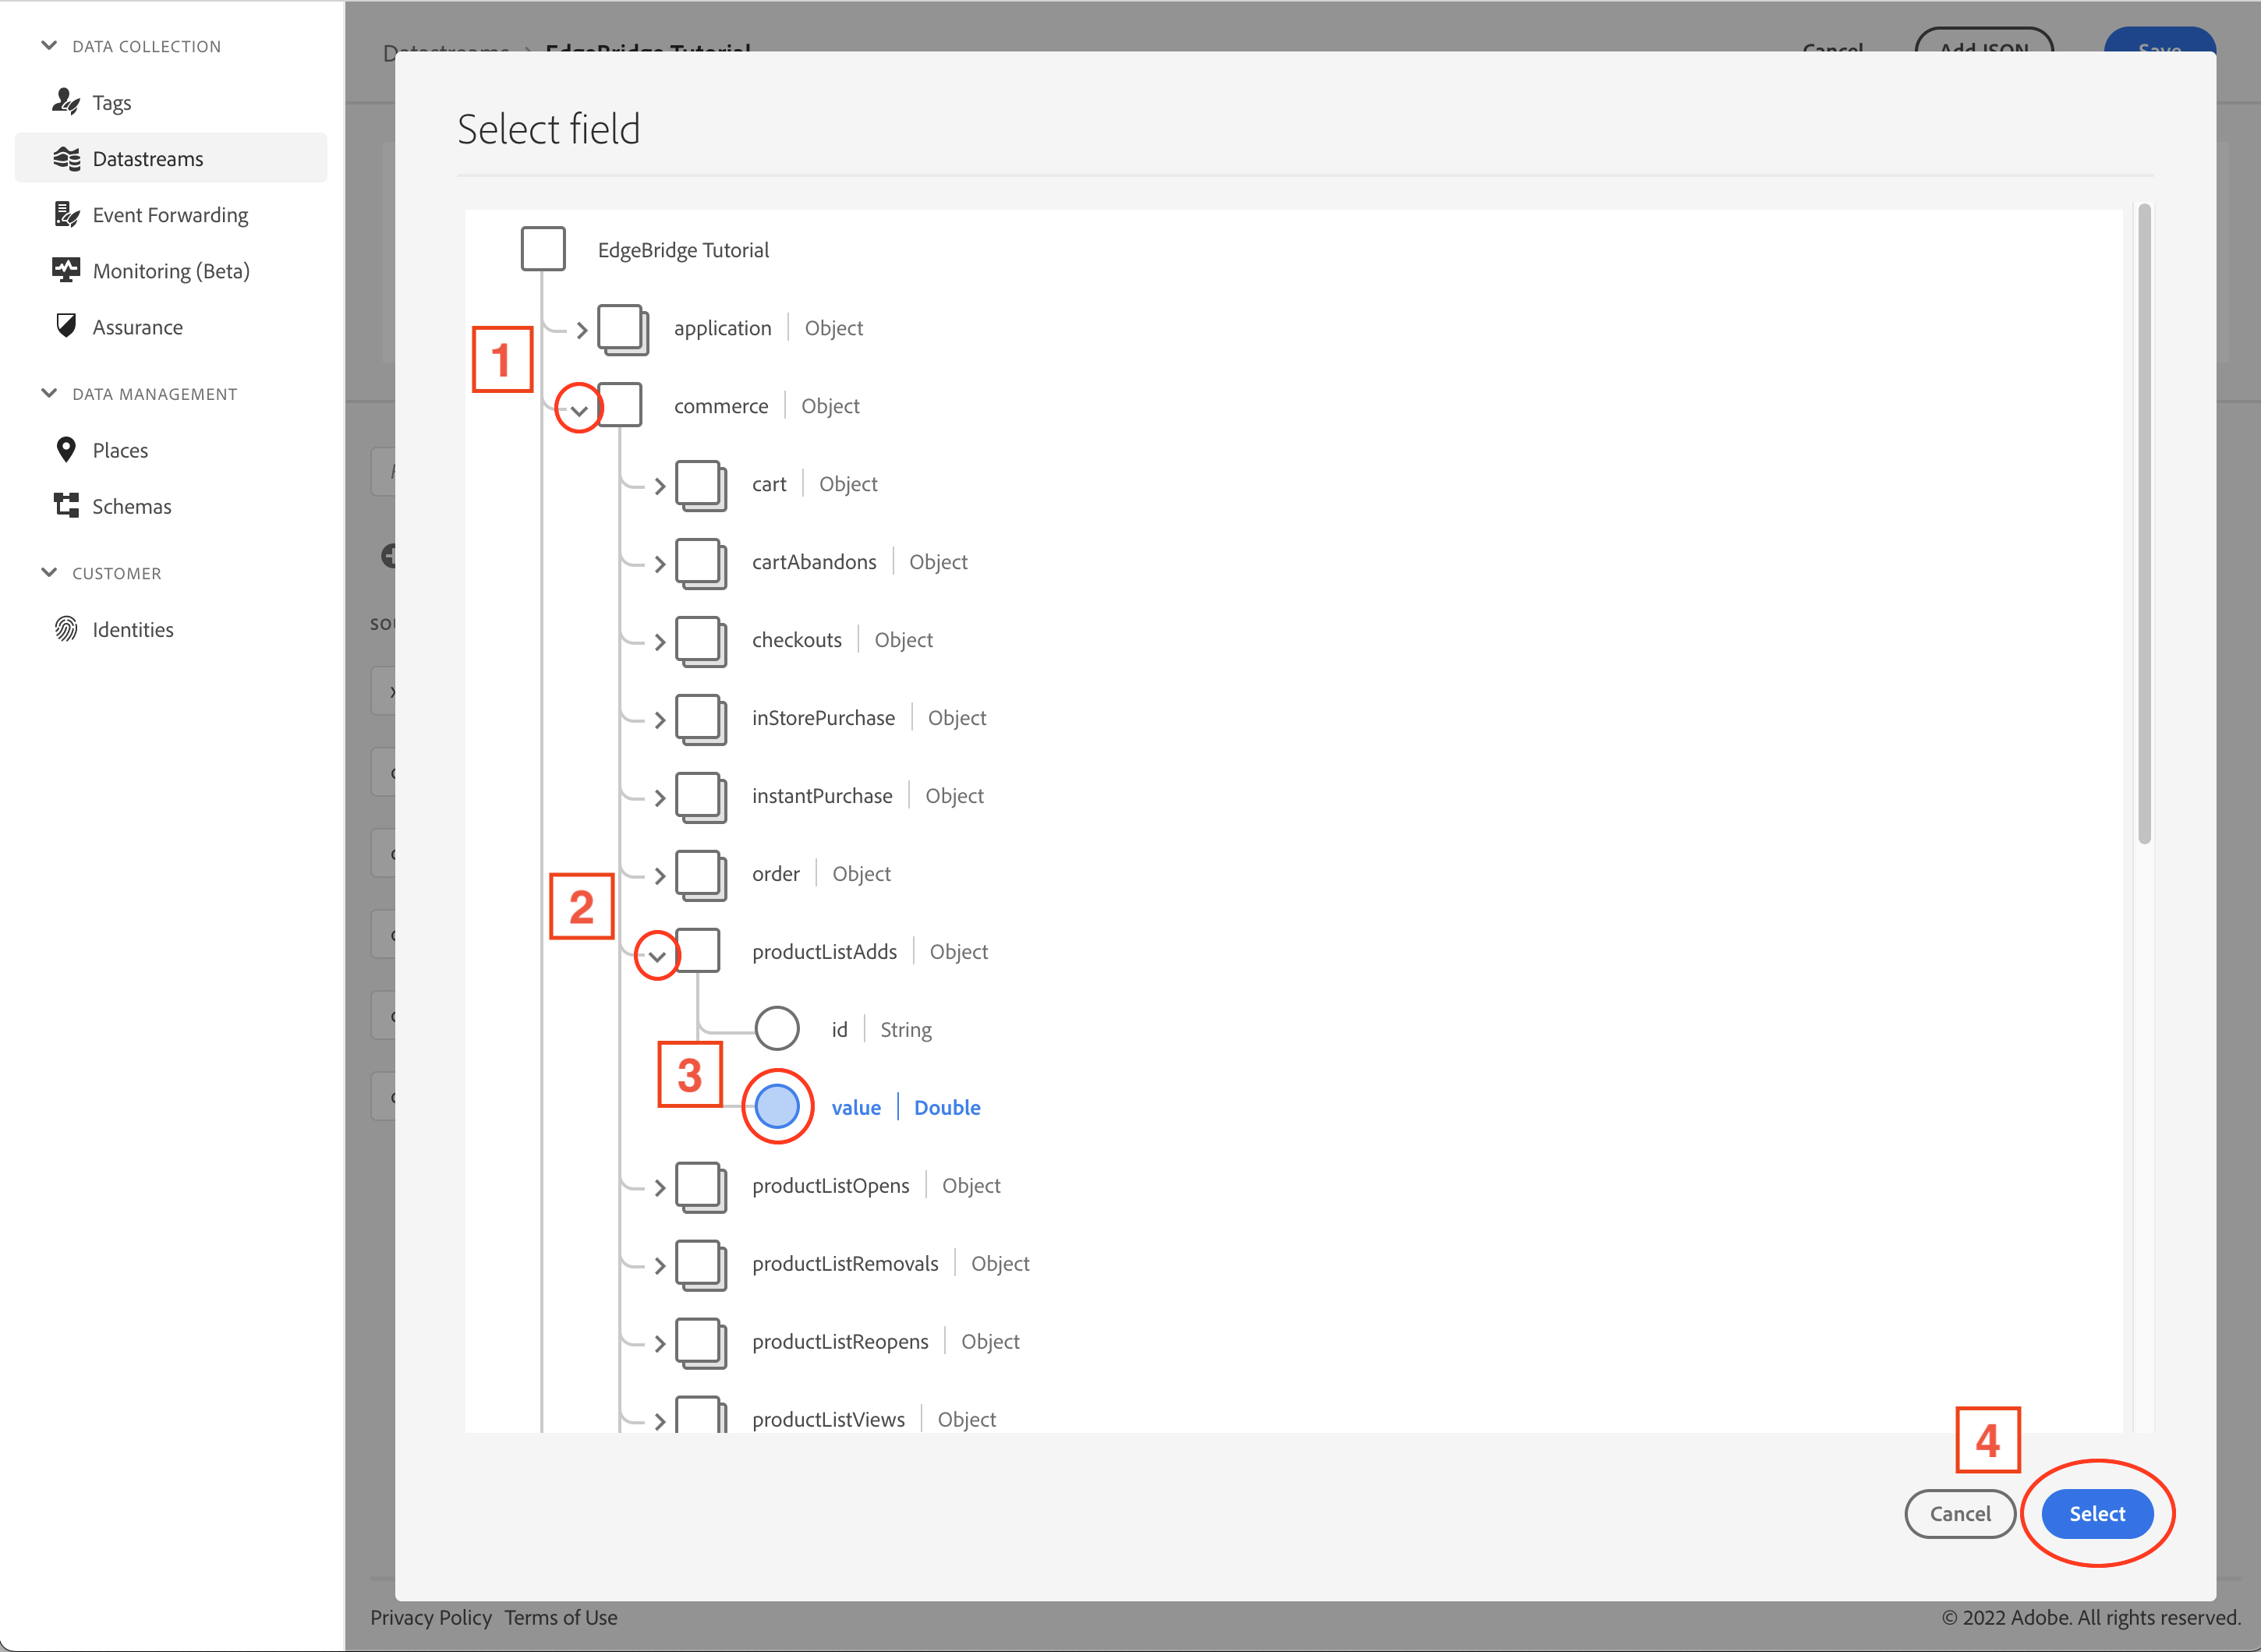 DATA COLLECTION
Tags
Datastreams
Event Forwarding
Monitoring (Beta)
Assurance
DATA MANAGEMENT
Places
Schemas
CUSTOMER
Identities
Datastreams > EdgeBridge Tutorial
Cancel
Add JSON
Save
Select field
EdgeBridge Tutorial
1
application | Object
commerce | Object
cart | Object
cartAbandons | Object
checkouts | Object
inStorePurchase | Object
instantPurchase | Object
order | Object
2
productListAdds | Object
id | String
3
value | Double
productListOpens | Object
productListRemovals | Object
productListReopens | Object
productListViews | Object
4
Cancel
Select
Privacy Policy Terms of Use
© 2022 Adobe. All rights reserved.